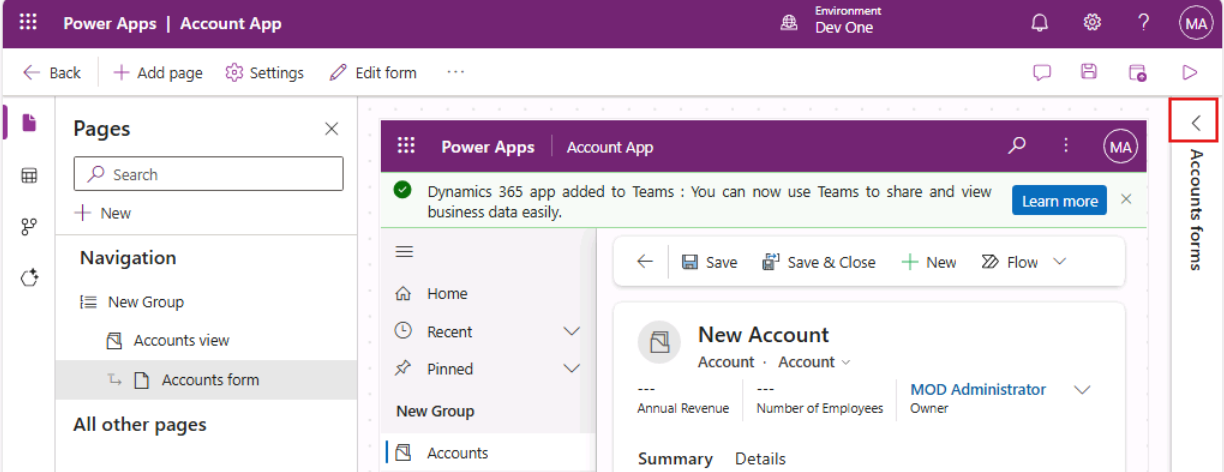 Power Apps | Account App
Environment
Dev One
MA
Back
Add page
Settings
Edit form
...
Pages
Search
New
Navigation
New Group
Accounts view
Accounts form
All other pages
Power Apps
Account App
MA
Dynamics 365 app added to Teams : You can now use Teams to share and view
business data easily.
Learn more
Home
Recent
Pinned
New Group
Accounts
Save
Save & Close
New
Flow
New Account
Account · Account
---
Annual Revenue
---
Number of Employees
MOD Administrator
Owner
Summary
Details
Accounts forms